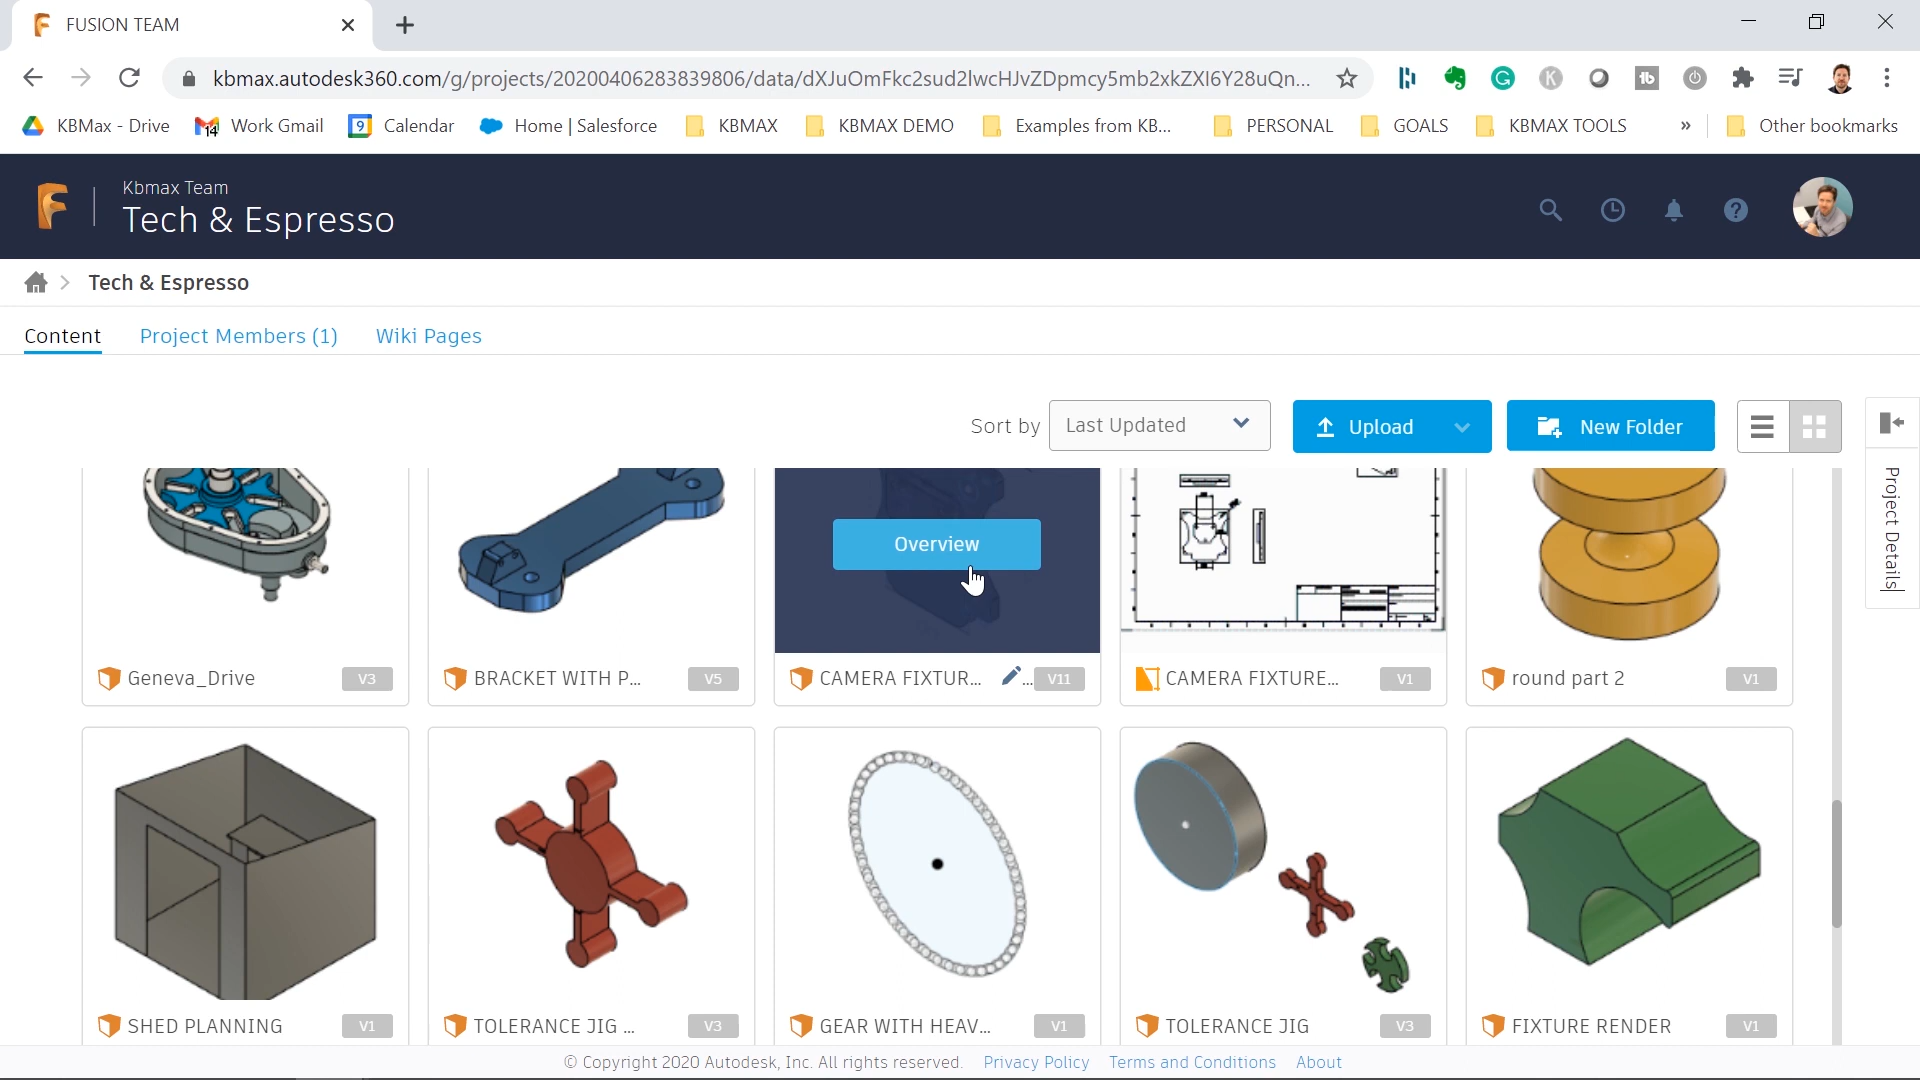 FUSION TEAM
kbmax.autodesk360.com/g/projects/20200406283839806/data/dXJuOmFkc2sud2lwcHJvZDpmcy5mb2xkZXI6Y28uQn...
KBMax - Drive
14
Work Gmail
9
Calendar
Home | Salesforce
KBMAX
KBMAX DEMO
Examples from KB...
PERSONAL
GOALS
KBMAX TOOLS
»
Other bookmarks
Kbmax Team
Tech & Espresso
Tech & Espresso
Content
Project Members (1)
Wiki Pages
Sort by
Last Updated
Upload
New Folder
Project Details
Overview
Geneva_Drive
V3
BRACKET WITH P...
V5
CAMERA FIXTUR...
...
V11
CAMERA FIXTURE...
V1
round part 2
V1
SHED PLANNING
V1
TOLERANCE JIG ...
V3
GEAR WITH HEAV...
V1
TOLERANCE JIG
V3
FIXTURE RENDER
V1
© Copyright 2020 Autodesk, Inc. All rights reserved.
Privacy Policy
Terms and Conditions
About